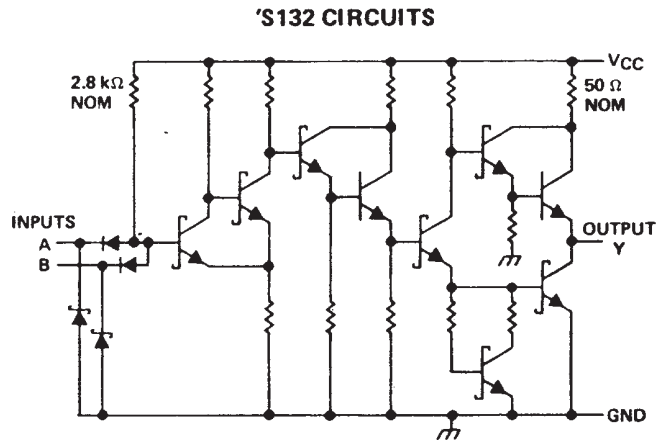 'S132 CIRCUITS
VCC
2.8 kΩ
NOM
50 Ω
NOM
INPUTS
A
B
OUTPUT
Y
GND